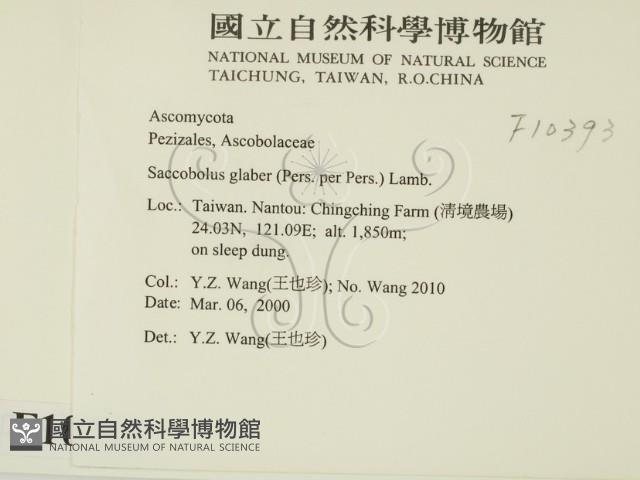 國立自然科學博物館
NATIONAL MUSEUM OF NATURAL SCIENCE
TAICHUNG, TAIWAN, R.O.CHINA
F10393
Ascomycota
Pezizales, Ascobolaceae
Saccobolus glaber (Pers. per Pers.) Lamb.
Loc.: Taiwan. Nantou: Chingching Farm (清境農場)
24.03N, 121.09E; alt. 1,850m;
on sleep dung.
Col.: Y.Z. Wang(王也珍); No. Wang 2010
Date: Mar. 06, 2000
Det.: Y.Z. Wang(王也珍)
國立自然科學博物館
NATIONAL MUSEUM OF NATURAL SCIENCE